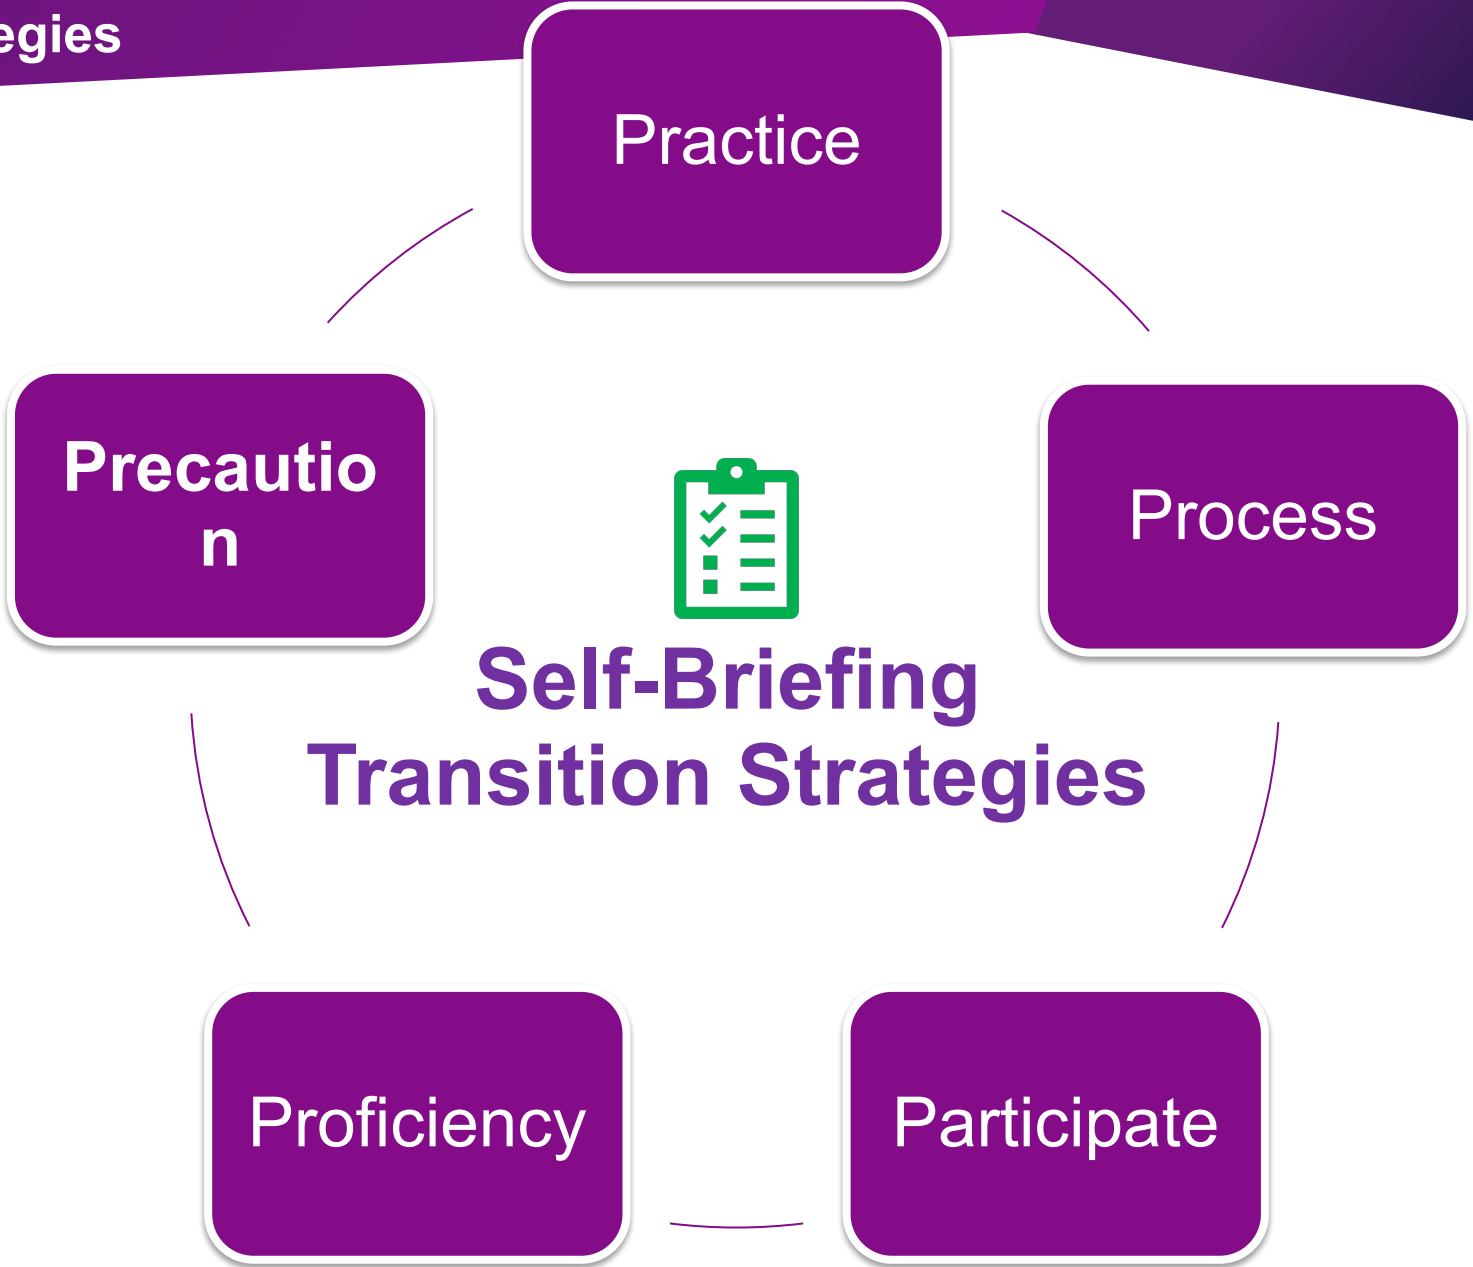 egies
Practice
Precautio
n
Process
Self-Briefing
Transition Strategies
Proficiency
Participate